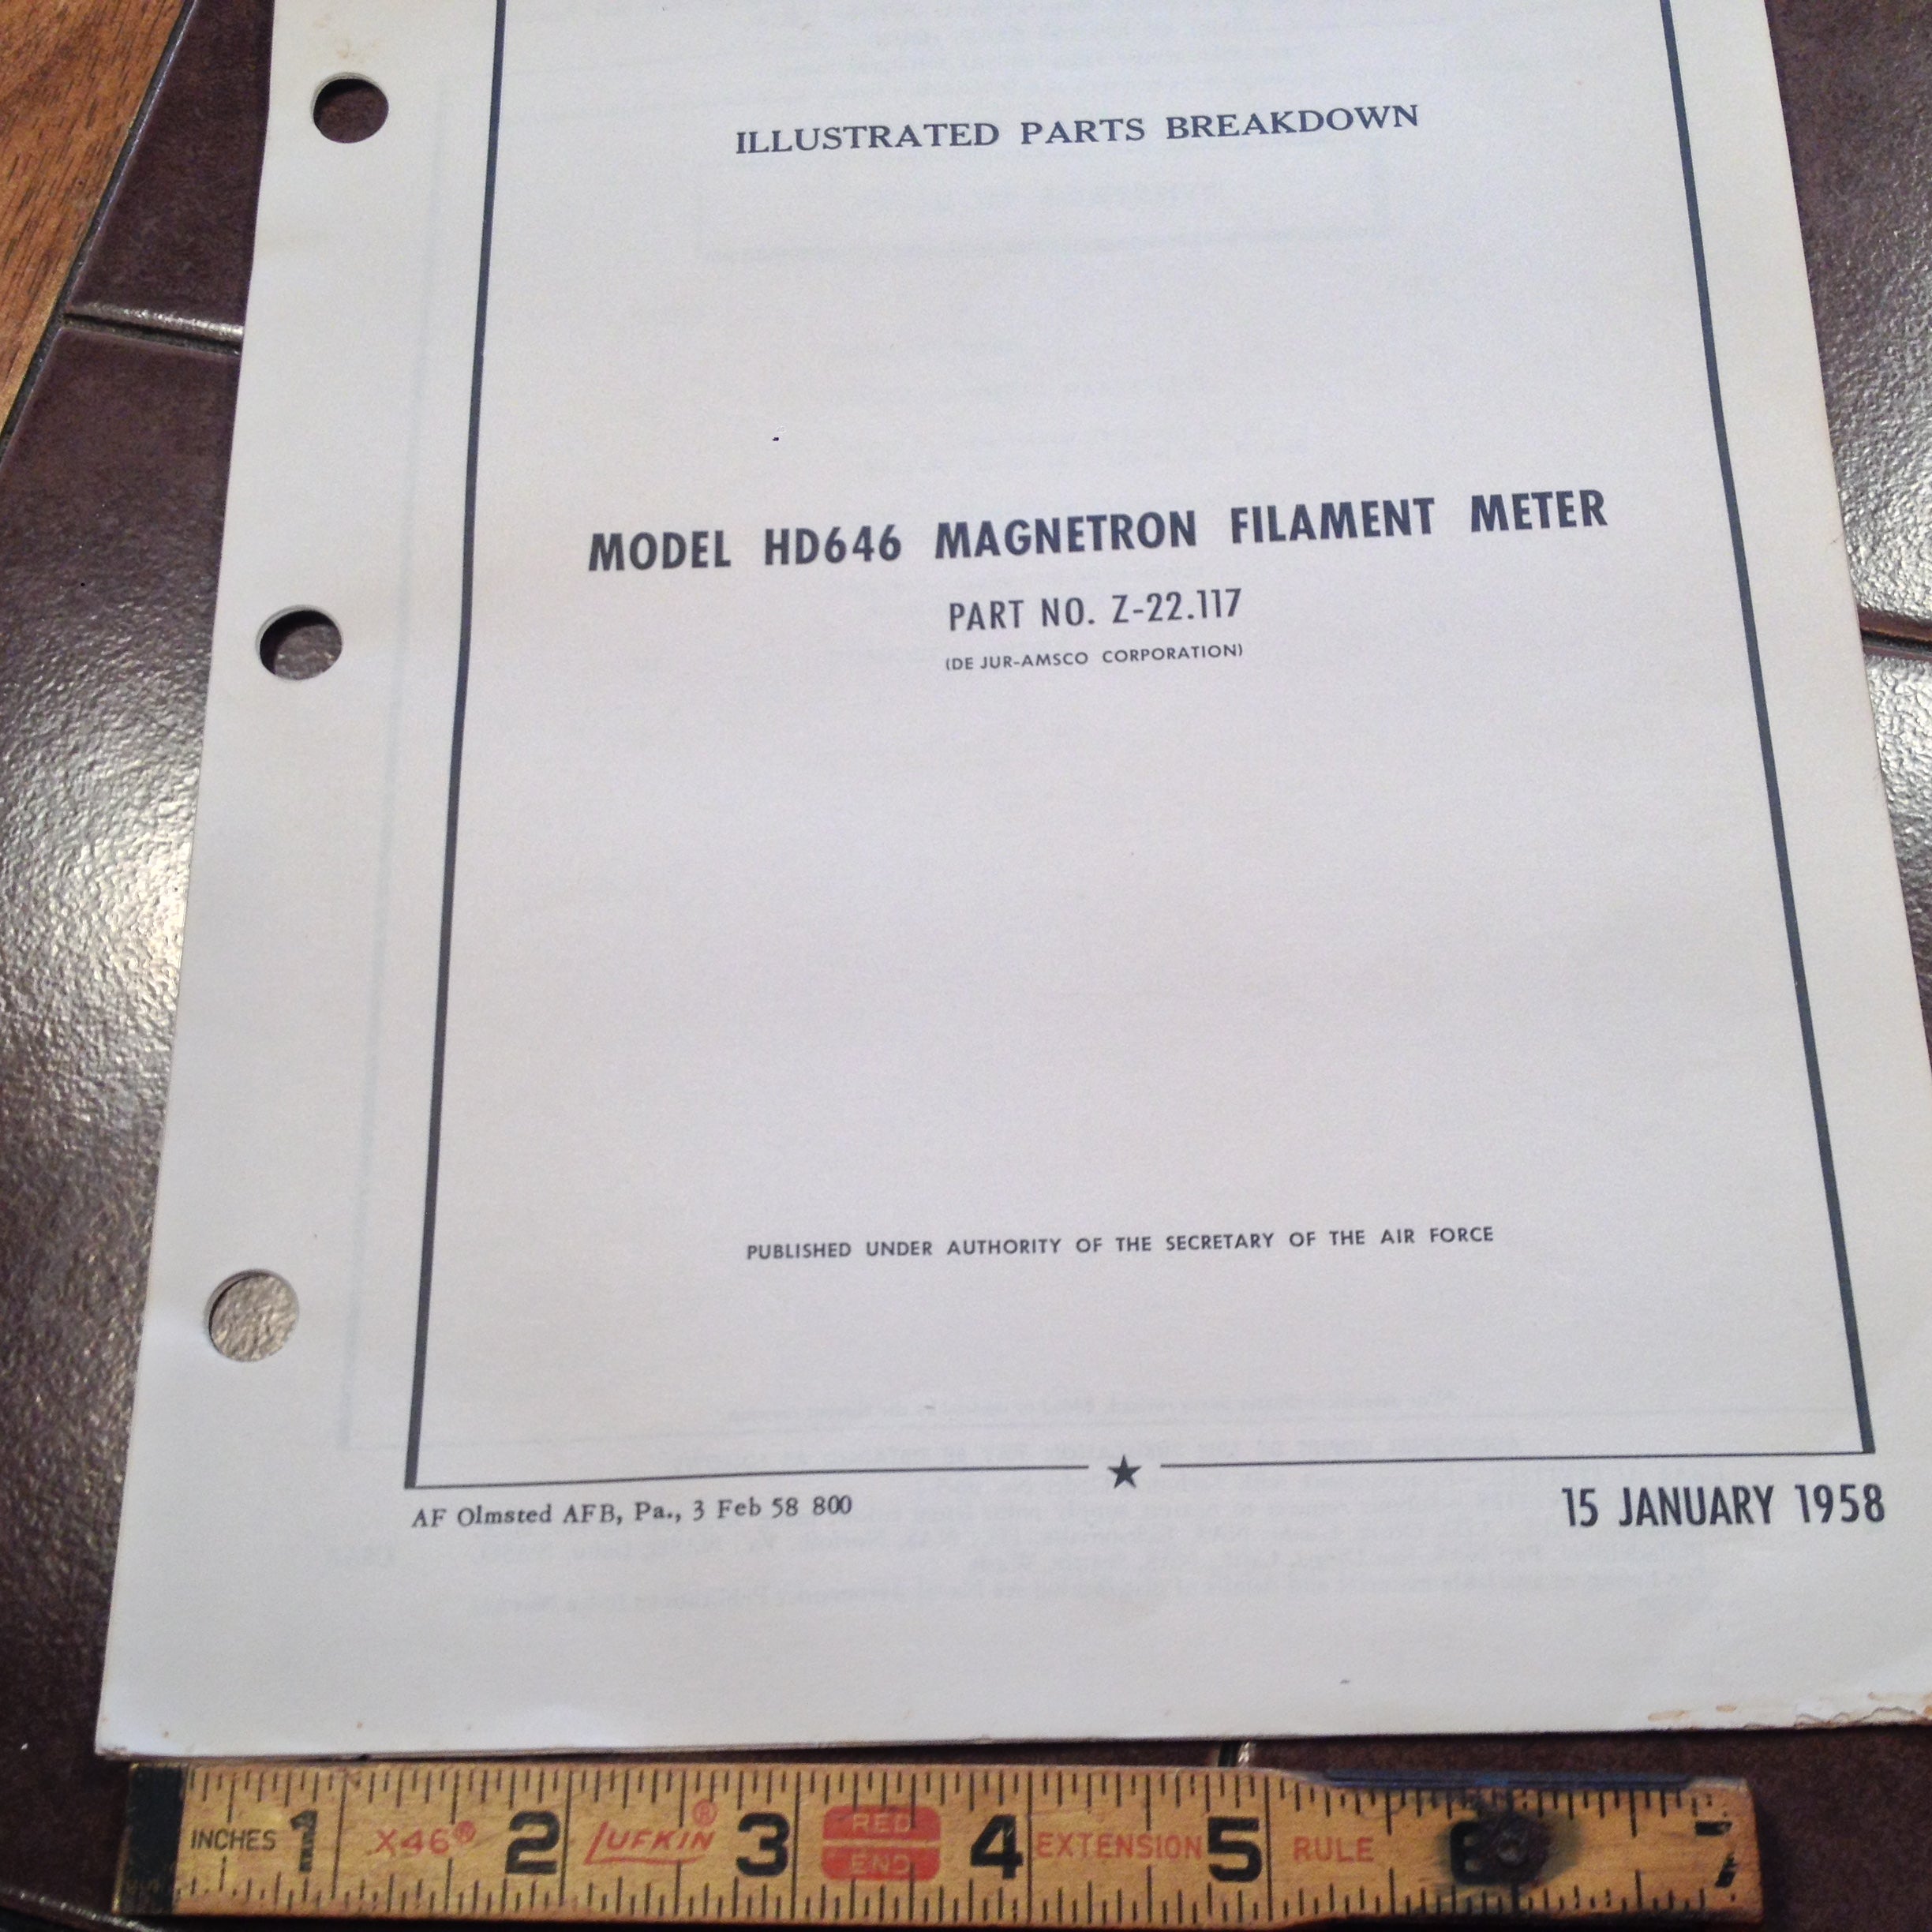 ILLUSTRATED PARTS BREAKDOWN
MODEL HD646 MAGNETRON FILAMENT METER
PART NO. Z-22.117
(DE JUR-AMSCO CORPORATION)
PUBLISHED UNDER AUTHORITY OF THE SECRETARY OF THE AIR FORCE
AF Olmsted AFB, Pa., 3 Feb 58 800
15 JANUARY 1958
INCHES 1 X46® 2 LUFKIN® 3 RED END 4 EXTENSION 5 RULE 6 7